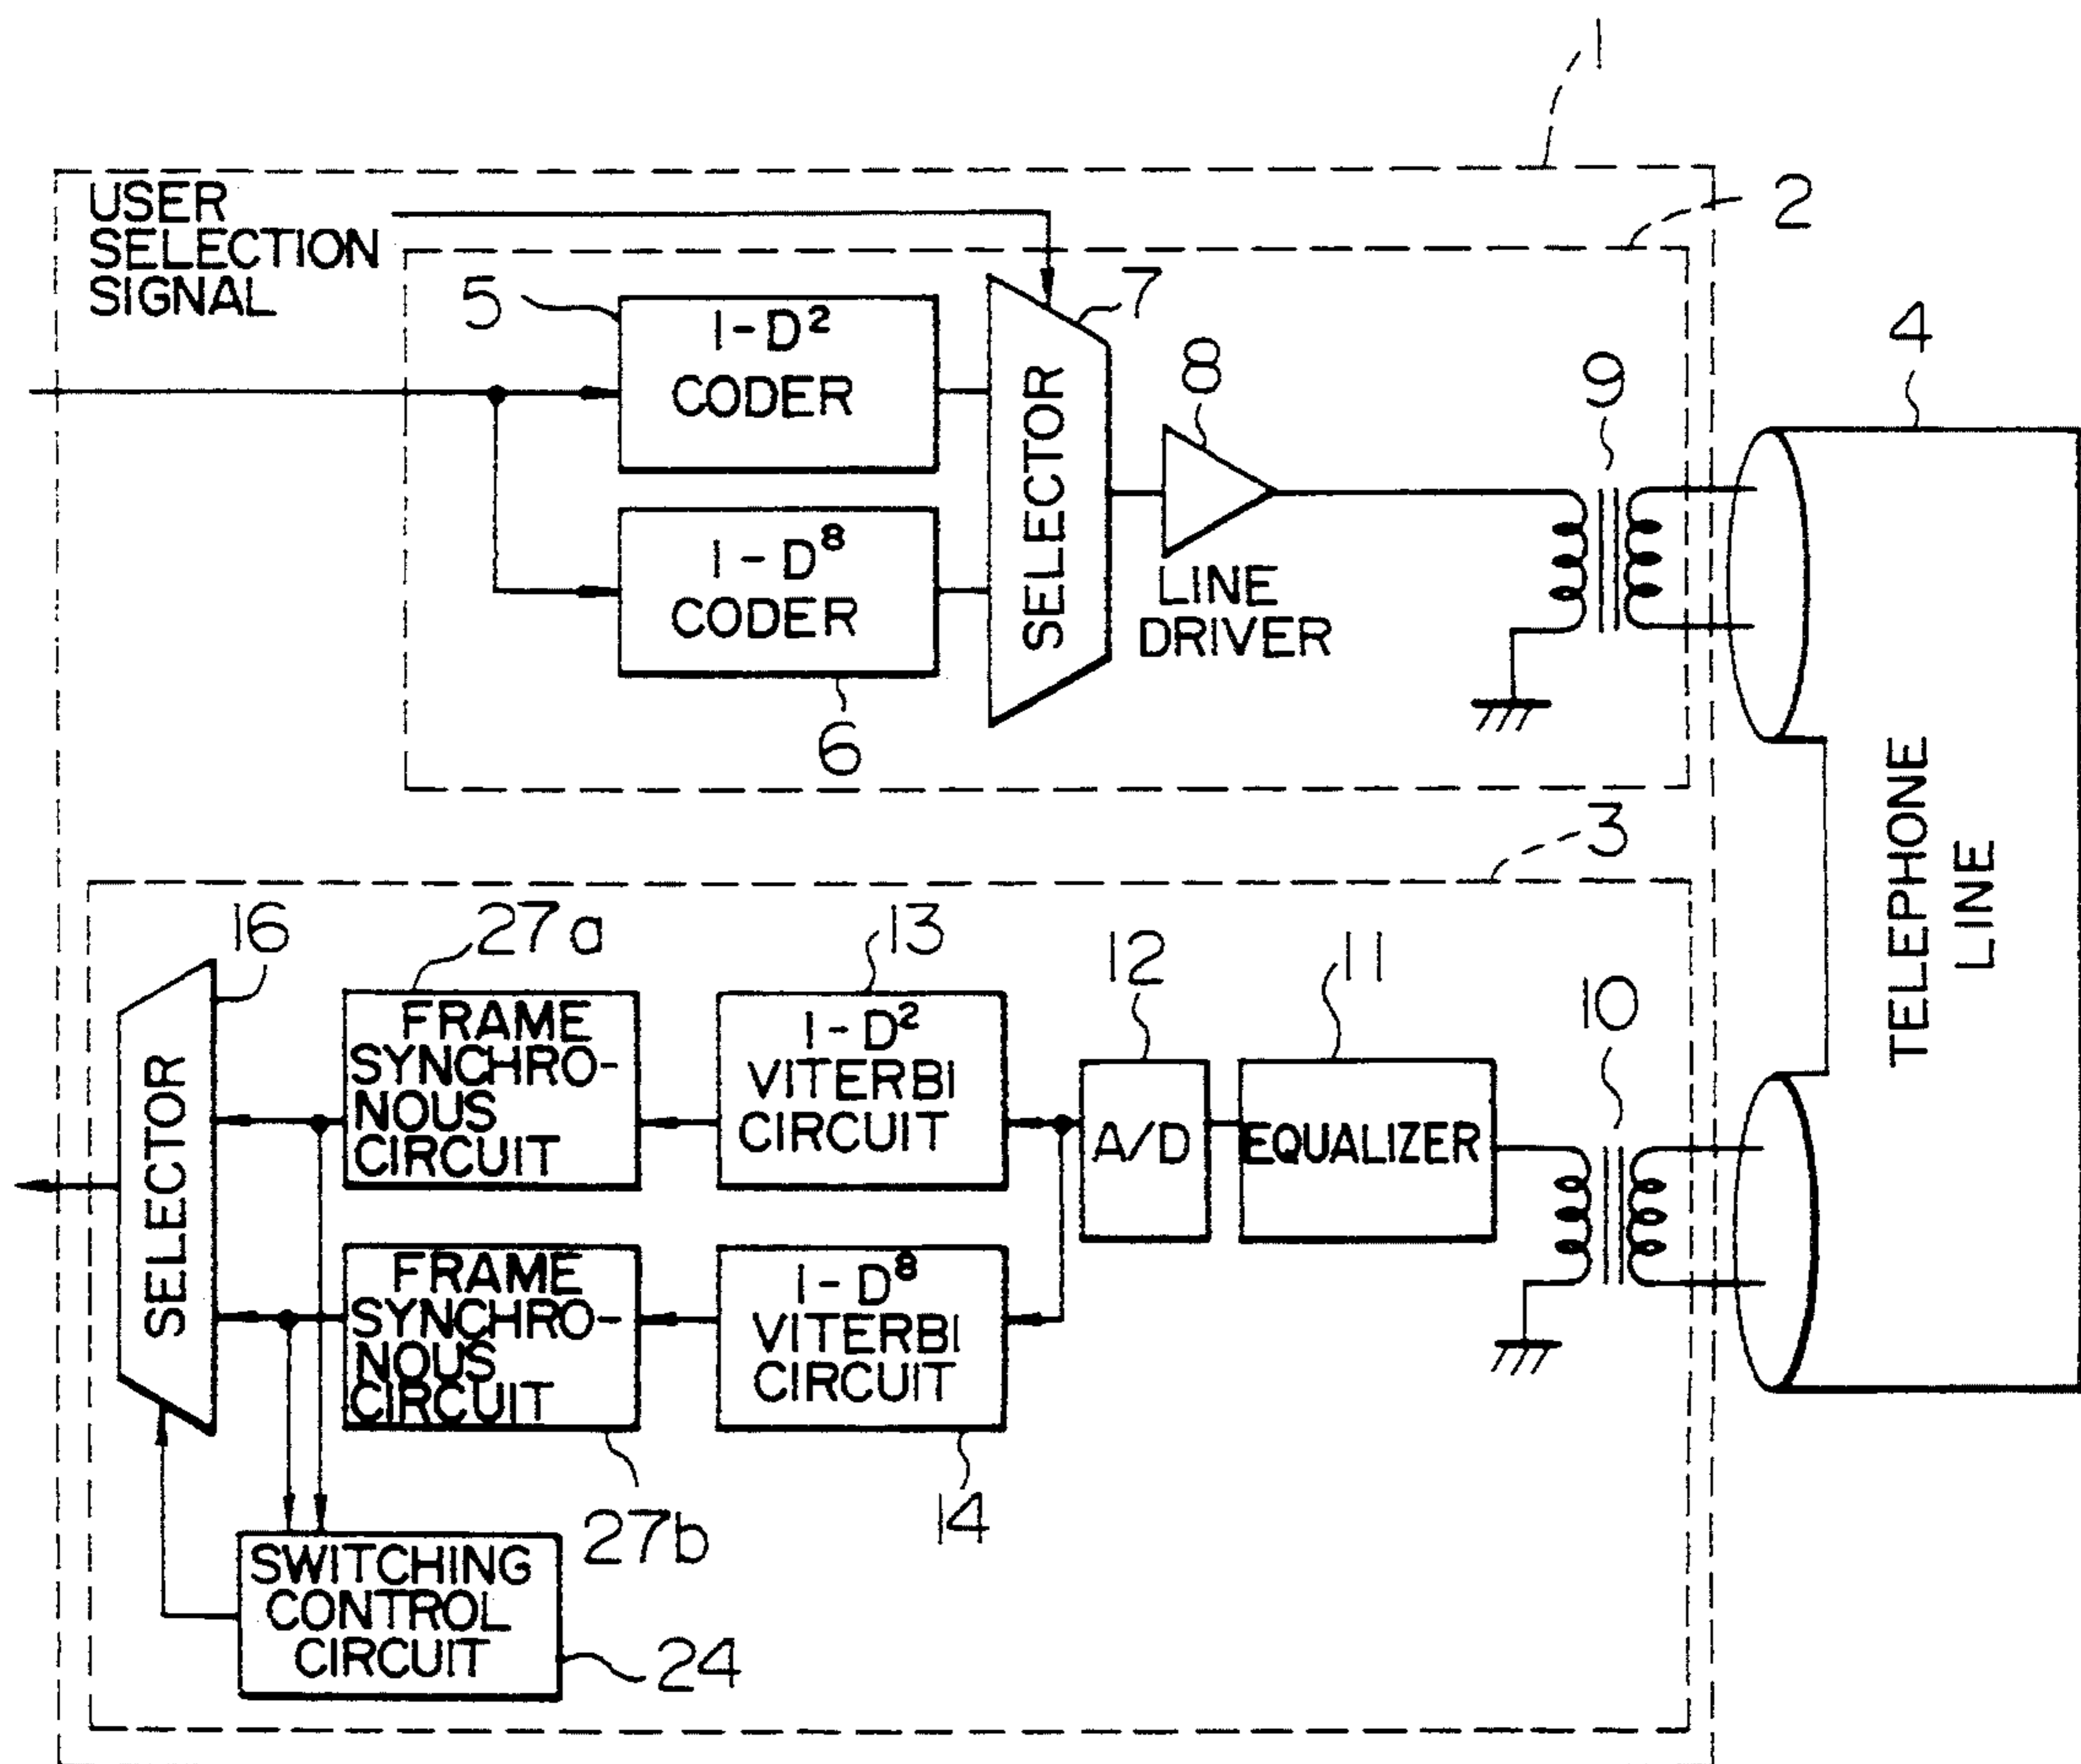 1
2
USER
SELECTION
SIGNAL
5
1-D²
CODER
7
SELECTOR
8
LINE
DRIVER
9
4
1-D⁸
CODER
6
TELEPHONE
LINE
3
16
SELECTOR
27a
FRAME
SYNCHRO-
NOUS
CIRCUIT
13
1-D²
VITERBI
CIRCUIT
12
A/D
11
EQUALIZER
10
FRAME
SYNCHRO-
NOUS
CIRCUIT
27b
1-D⁸
VITERBI
CIRCUIT
14
SWITCHING
CONTROL
CIRCUIT
24